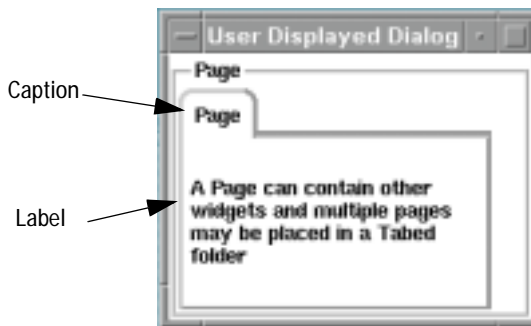 User Displayed Dialog
Page
Caption
Page
A Page can contain other
widgets and multiple pages
may be placed in a Tabed
folder
Label